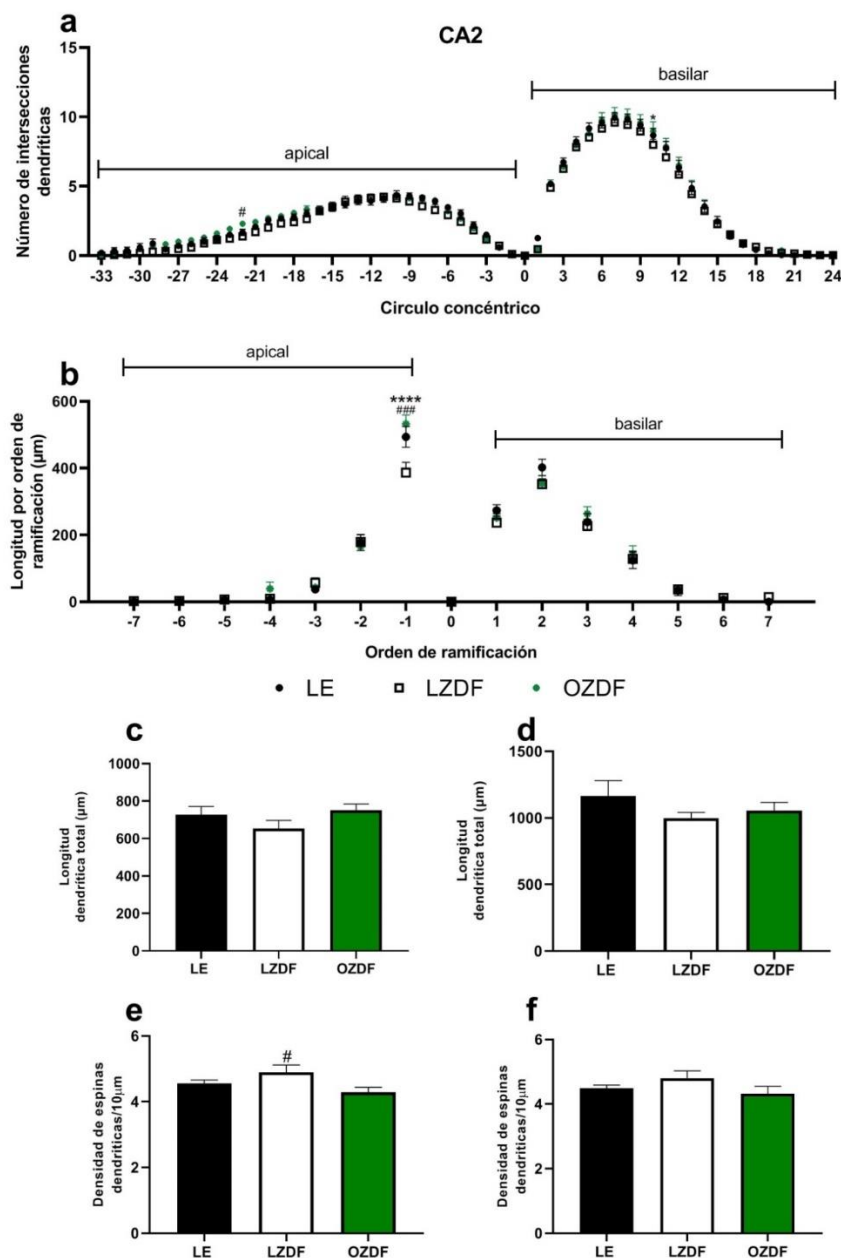 a
CA2
15
10
5
0
Número de intersecciones
dendríticas
apical
basilar
#
*
-33 -30 -27 -24 -21 -18 -15 -12 -9 -6 -3 0 3 6 9 12 15 18 21 24
Circulo concéntrico
b
apical
basilar
600
400
200
0
Longitud por orden de
ramificación (µm)
****
###
-7 -6 -5 -4 -3 -2 -1 0 1 2 3 4 5 6 7
Orden de ramificación
LE LZDF OZDF
c
1000
800
600
400
200
0
Longitud
dendrítica total (µm)
LE LZDF OZDF
d
1500
1000
500
0
Longitud
dendrítica total (µm)
LE LZDF OZDF
e
6
4
2
0
Densidad de espinas
dendríticas/10µm
#
LE LZDF OZDF
f
6
4
2
0
Densidad de espinas
dendríticas/10µm
LE LZDF OZDF